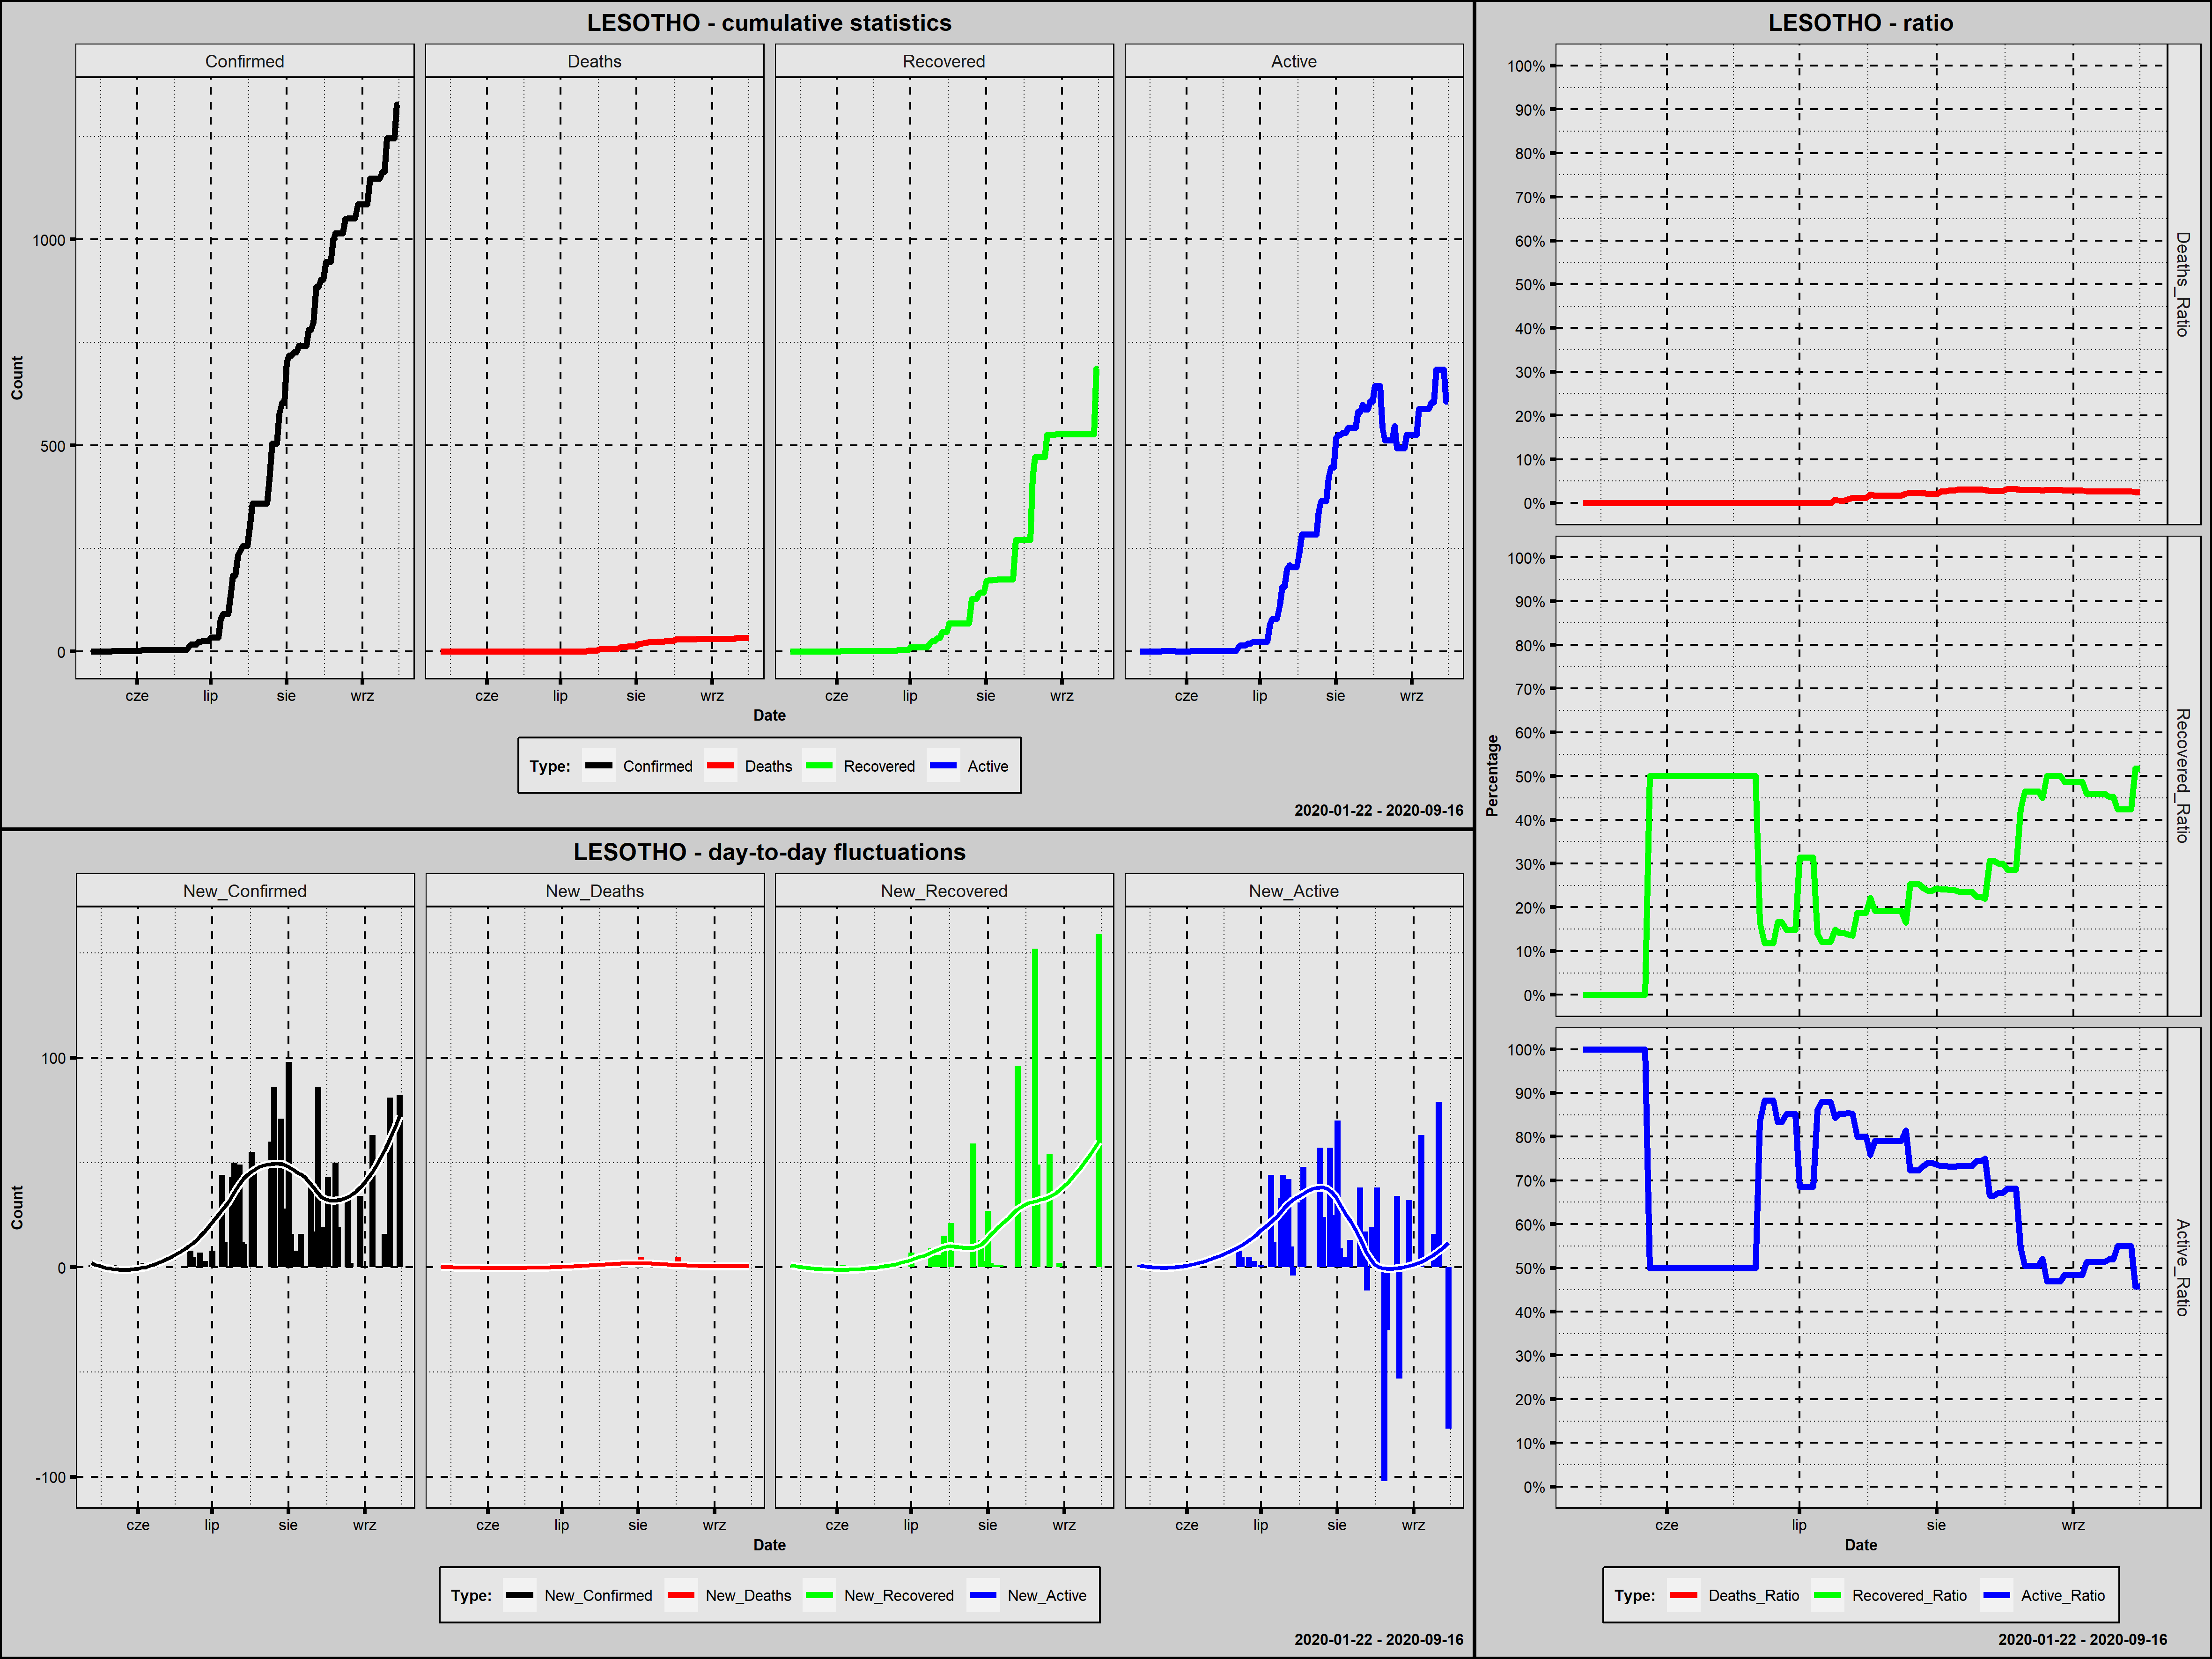 LESOTHO - cumulative statistics
Confirmed Deaths Recovered Active
Count
1000
500
0
cze lip sie wrz cze lip sie wrz cze lip sie wrz cze lip sie wrz
Date
Type: Confirmed Deaths Recovered Active
2020-01-22 - 2020-09-16
LESOTHO - day-to-day fluctuations
New_Confirmed New_Deaths New_Recovered New_Active
Count
100
0
-100
cze lip sie wrz cze lip sie wrz cze lip sie wrz cze lip sie wrz
Date
Type: New_Confirmed New_Deaths New_Recovered New_Active
2020-01-22 - 2020-09-16
LESOTHO - ratio
Percentage
100%
90%
80%
70%
60%
50%
40%
30%
20%
10%
0%
Deaths_Ratio
100%
90%
80%
70%
60%
50%
40%
30%
20%
10%
0%
Recovered_Ratio
100%
90%
80%
70%
60%
50%
40%
30%
20%
10%
0%
Active_Ratio
cze lip sie wrz
Date
Type: Deaths_Ratio Recovered_Ratio Active_Ratio
2020-01-22 - 2020-09-16